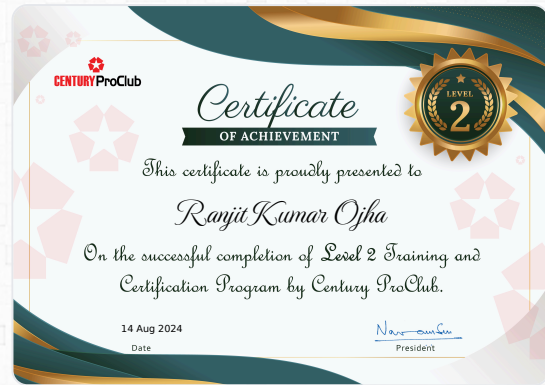 CENTURY ProClub
Certificate
OF ACHIEVEMENT
LEVEL
2
This certificate is proudly presented to
Ranjit Kumar Ojha
On the successful completion of Level 2 Training and
Certification Program by Century ProClub.
14 Aug 2024
Date
President